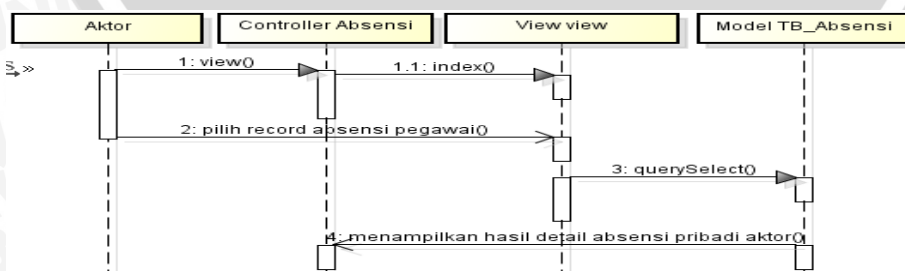 Aktor
Controller Absensi
View view
Model TB_Absensi
1: view()
1.1: index()
2: pilih record absensi pegawai()
3: querySelect()
4: menampilkan hasil detail absensi pribadi aktor()